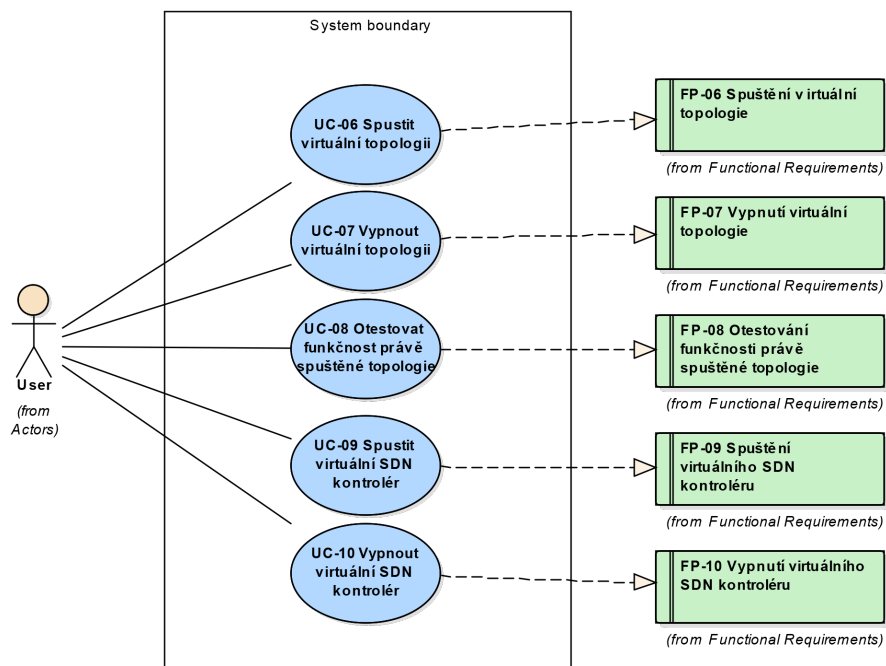 System boundary
UC-06 Spustit
virtuální topologii
FP-06 Spuštění virtuální
topologie
(from Functional Requirements)
UC-07 Vypnout
virtuální topologii
FP-07 Vypnutí virtuální
topologie
(from Functional Requirements)
UC-08 Otestovat
funkčnost právě
spuštěné topologie
FP-08 Otestování
funkčnosti právě
spuštěné topologie
(from Functional Requirements)
User
(from
Actors)
UC-09 Spustit
virtuální SDN
kontrolér
FP-09 Spuštění
virtuálního SDN
kontroléru
(from Functional Requirements)
UC-10 Vypnout
virtuální SDN
kontrolér
FP-10 Vypnutí virtuálního
SDN kontroléru
(from Functional Requirements)